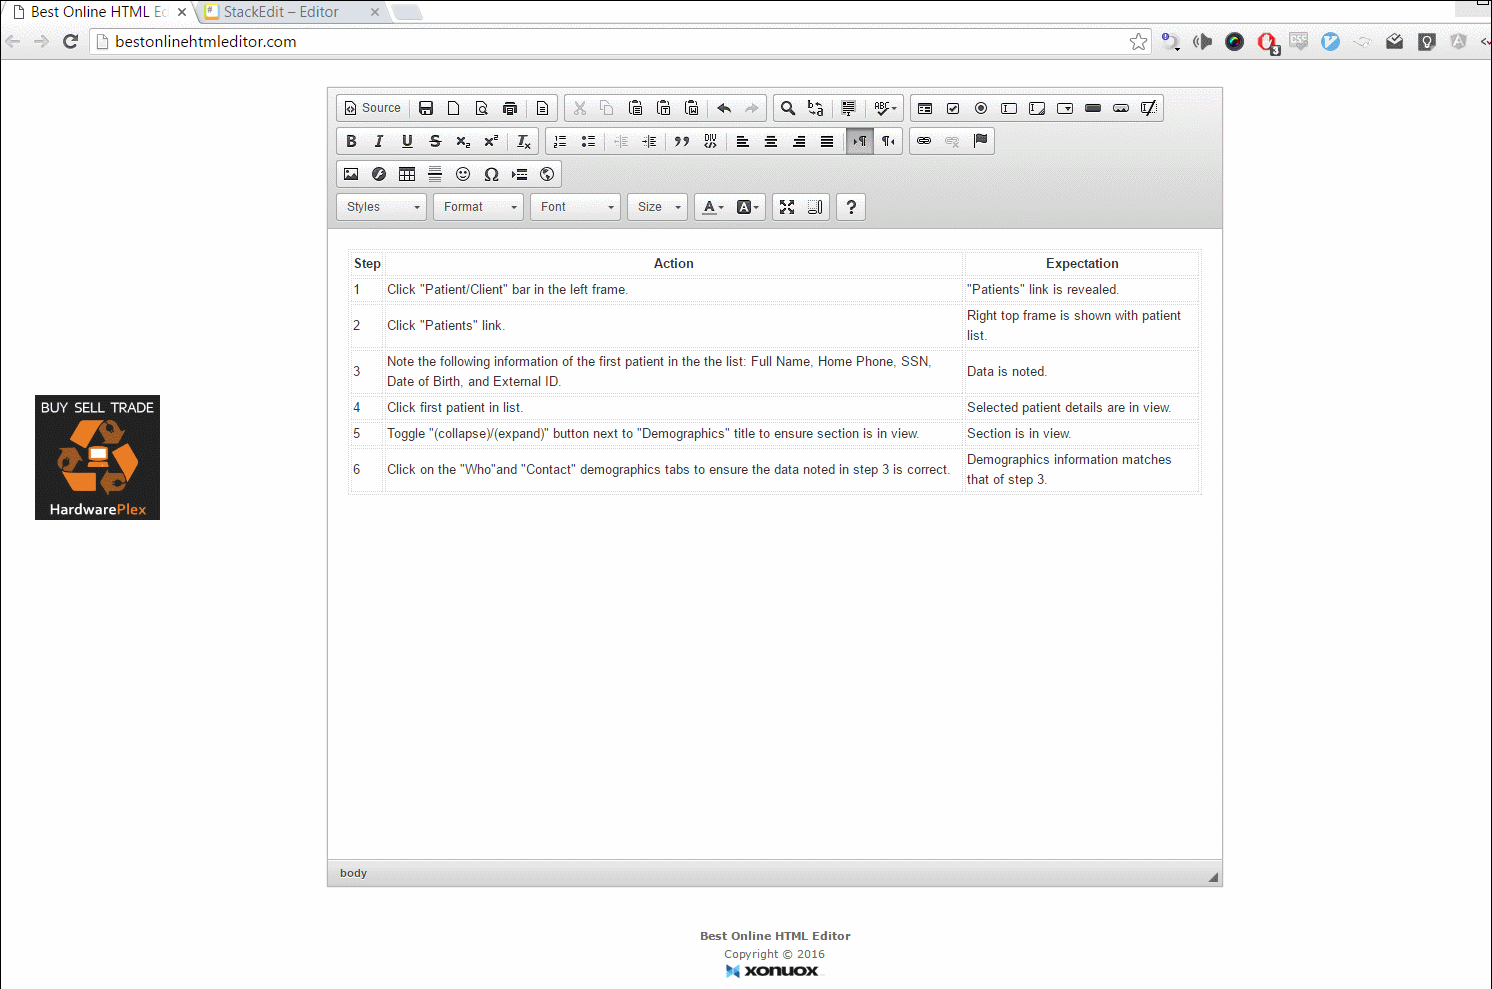 Best Online HTML Ed
StackEdit – Editor
bestonlinehtmleditor.com
3
Source
ABC
B I U S x₂ x² Tx
DIV
Styles Format Font Size A A ?
Step Action Expectation
1 Click "Patient/Client" bar in the left frame. "Patients" link is revealed.
2 Click "Patients" link. Right top frame is shown with patient
list.
3 Note the following information of the first patient in the the list: Full Name, Home Phone, SSN,
Date of Birth, and External ID. Data is noted.
4 Click first patient in list. Selected patient details are in view.
5 Toggle "(collapse)/(expand)" button next to "Demographics" title to ensure section is in view. Section is in view.
6 Click on the "Who"and "Contact" demographics tabs to ensure the data noted in step 3 is correct. Demographics information matches
that of step 3.
BUY SELL TRADE
HardwarePlex
body
Best Online HTML Editor
Copyright © 2016
xonuox